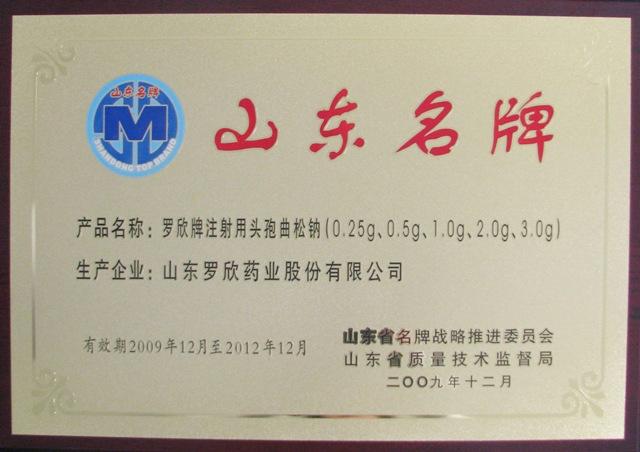 山东名牌
M
SHANDONG TOP BRAND
山东名牌
产品名称：罗欣牌注射用头孢曲松钠(0.25g、0.5g、1.0g、2.0g、3.0g)
生产企业：山东罗欣药业股份有限公司
有效期2009年12月至2012年12月
山东省名牌战略推进委员会
山东省质量技术监督局
二〇〇九年十二月